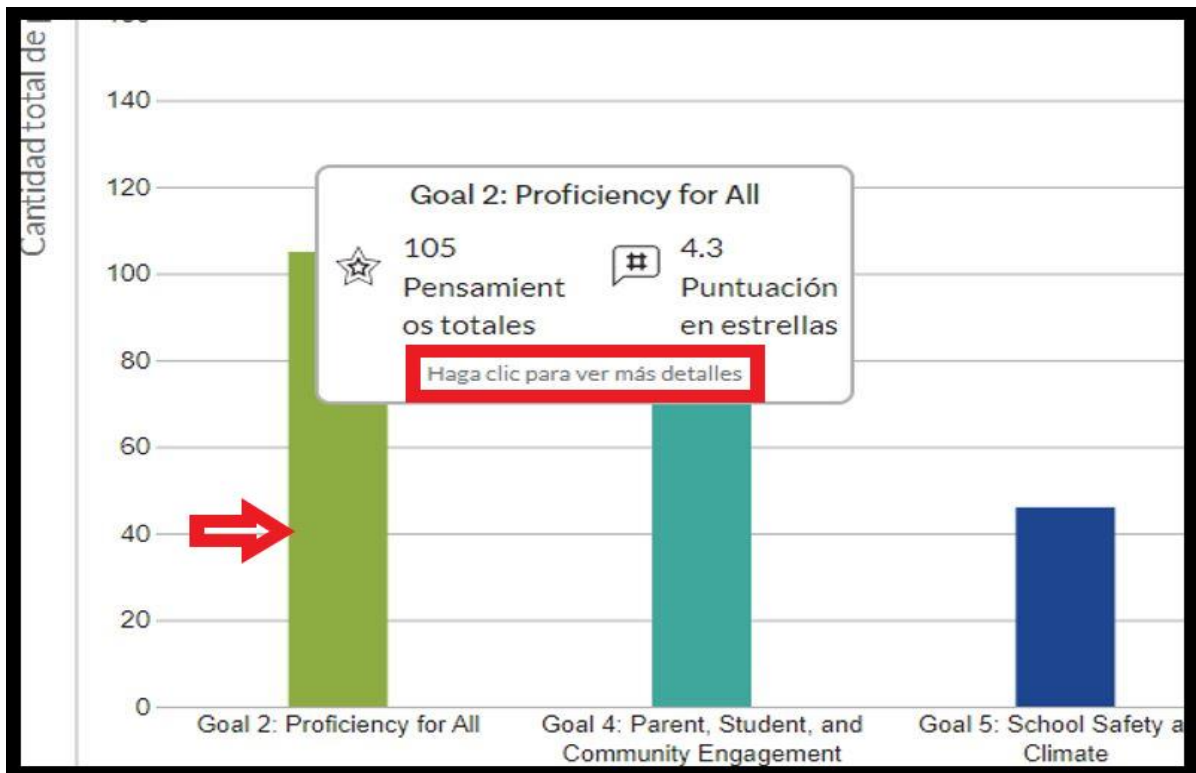 Cantidad total de
140
120
100
80
60
40
20
0
Goal 2: Proficiency for All
105
Pensamient
os totales
4.3
Puntuación
en estrellas
Haga clic para ver más detalles
Goal 2: Proficiency for All
Goal 4: Parent, Student, and
Community Engagement
Goal 5: School Safety a
Climate